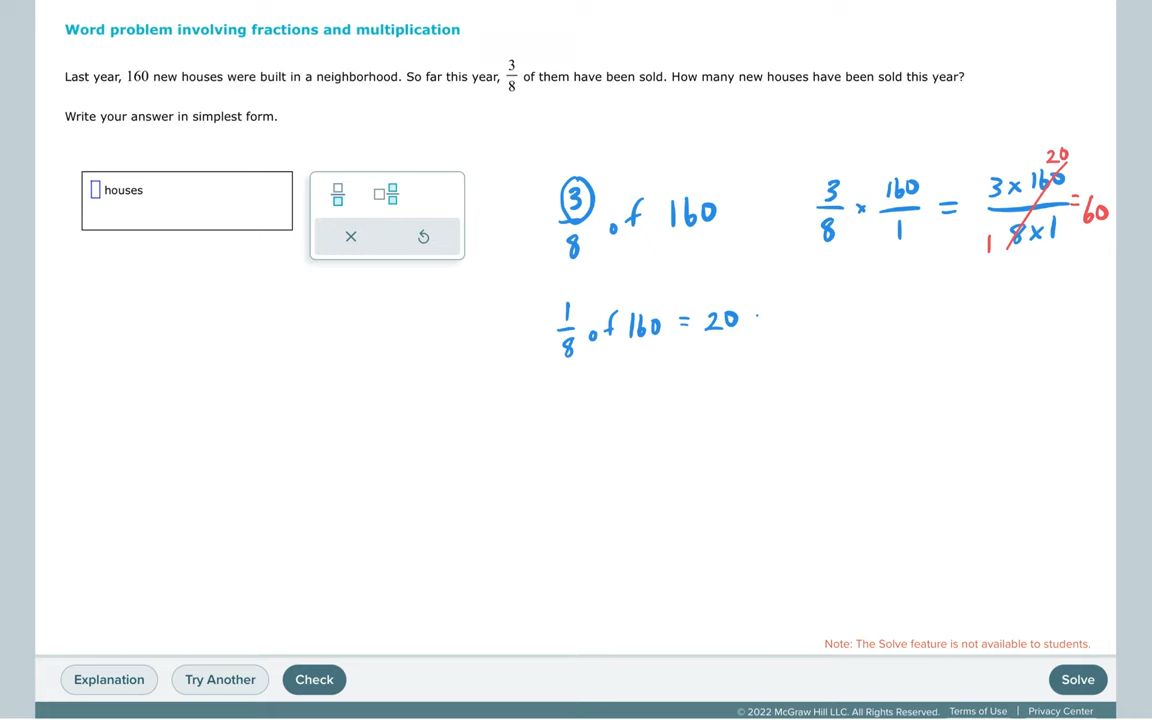 Word problem involving fractions and multiplication
Last year, 160 new houses were built in a neighborhood. So far this year, 3/8 of them have been sold. How many new houses have been sold this year?
Write your answer in simplest form.
houses
3/8 of 160
3/8 × 160/1 = 3 × 160 / 8 × 1 = 60
20
1
1/8 of 160 = 20
Note: The Solve feature is not available to students.
Explanation
Try Another
Check
Solve
© 2022 McGraw Hill LLC. All Rights Reserved. Terms of Use | Privacy Center